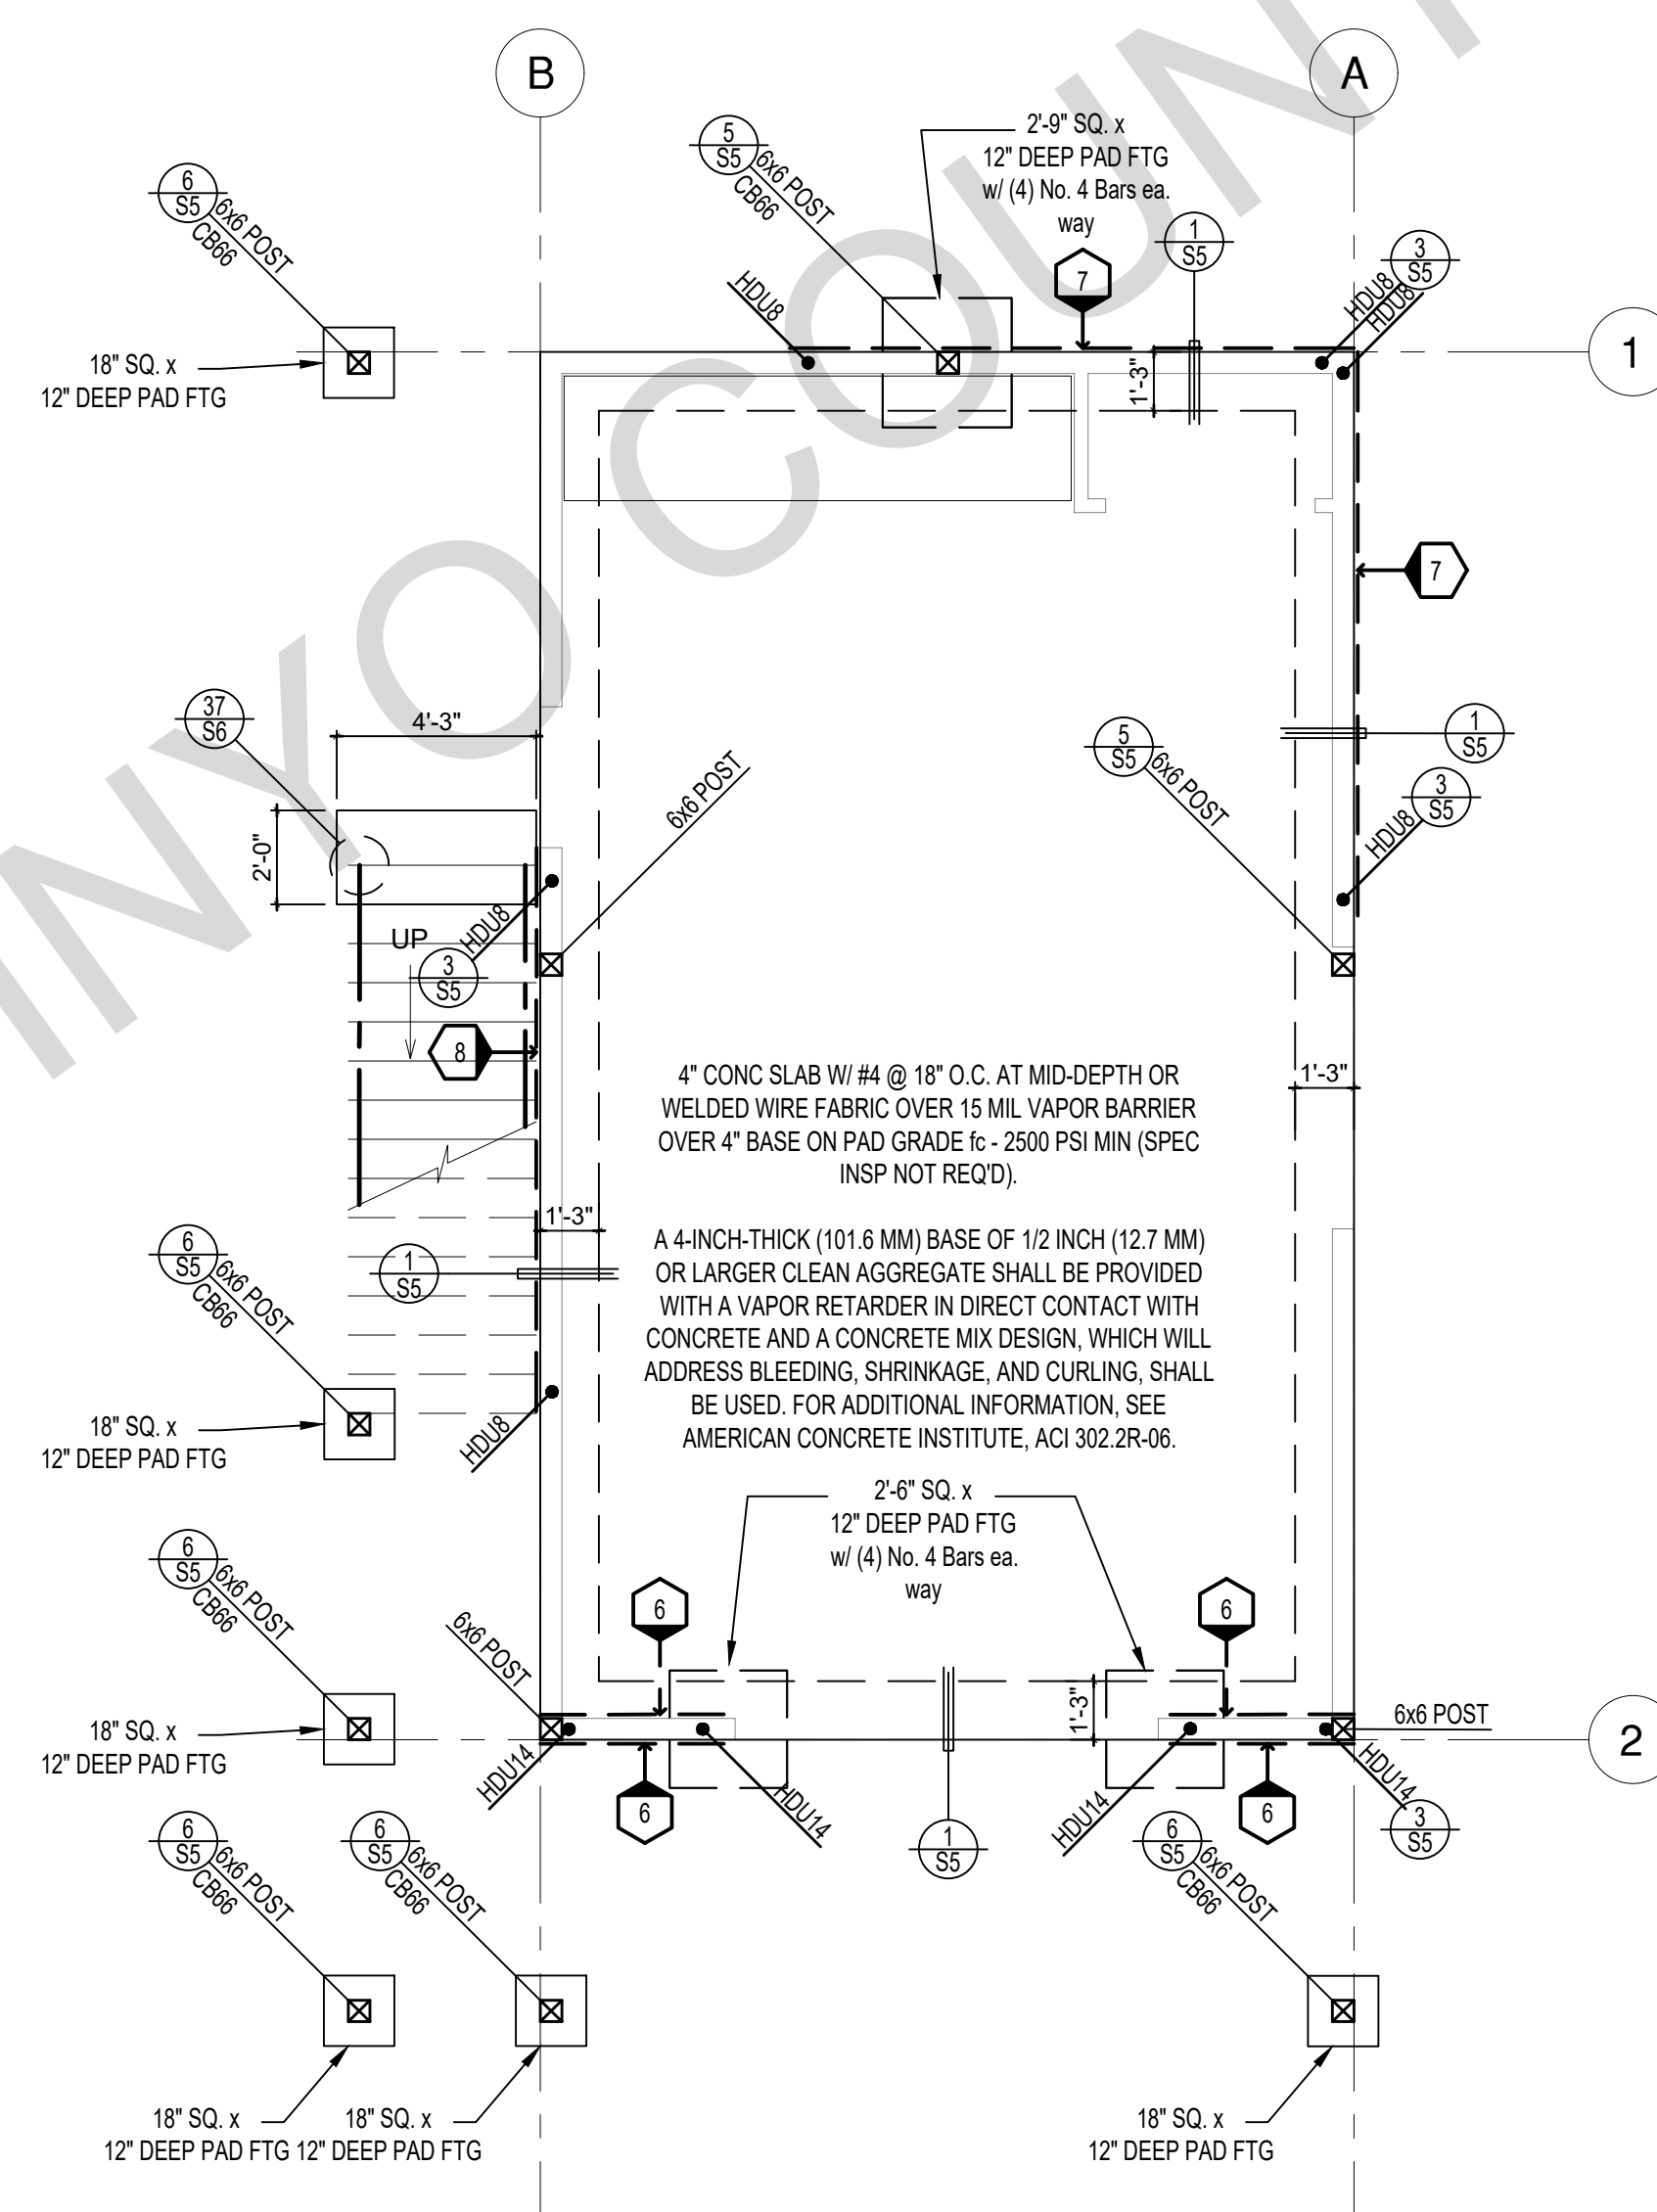 B
A
2'-9" SQ. x
12" DEEP PAD FTG
w/ (4) No. 4 Bars ea.
way
5
S5
6x6 POST
CB66
6
S5
6x6 POST
CB66
18" SQ. x
12" DEEP PAD FTG
HDU8
7
1
S5
1'-3"
3
S5
HDU8
HDU8
1
7
37
S6
4'-3"
2'-0"
6x6 POST
5
S5
6x6 POST
1
S5
3
S5
HDU8
UP
HDU8
3
S5
8
4" CONC SLAB W/ #4 @ 18" O.C. AT MID-DEPTH OR
WELDED WIRE FABRIC OVER 15 MIL VAPOR BARRIER
OVER 4" BASE ON PAD GRADE fc - 2500 PSI MIN (SPEC
INSP NOT REQ'D).
1'-3"
1'-3"
A 4-INCH-THICK (101.6 MM) BASE OF 1/2 INCH (12.7 MM)
OR LARGER CLEAN AGGREGATE SHALL BE PROVIDED
WITH A VAPOR RETARDER IN DIRECT CONTACT WITH
CONCRETE AND A CONCRETE MIX DESIGN, WHICH WILL
ADDRESS BLEEDING, SHRINKAGE, AND CURLING, SHALL
BE USED. FOR ADDITIONAL INFORMATION, SEE
AMERICAN CONCRETE INSTITUTE, ACI 302.2R-06.
1
S5
6
S5
6x6 POST
CB66
18" SQ. x
12" DEEP PAD FTG
HDU8
2'-6" SQ. x
12" DEEP PAD FTG
w/ (4) No. 4 Bars ea.
way
6
S5
6x6 POST
CB66
18" SQ. x
12" DEEP PAD FTG
6x6 POST
6
6
1'-3"
6x6 POST
2
HDU14
6
HDU14
1
S5
HDU14
6
HDU14
3
S5
6
S5
6x6 POST
CB66
6
S5
6x6 POST
CB66
6
S5
6x6 POST
CB66
18" SQ. x
12" DEEP PAD FTG
18" SQ. x
12" DEEP PAD FTG
18" SQ. x
12" DEEP PAD FTG
INYO COUN